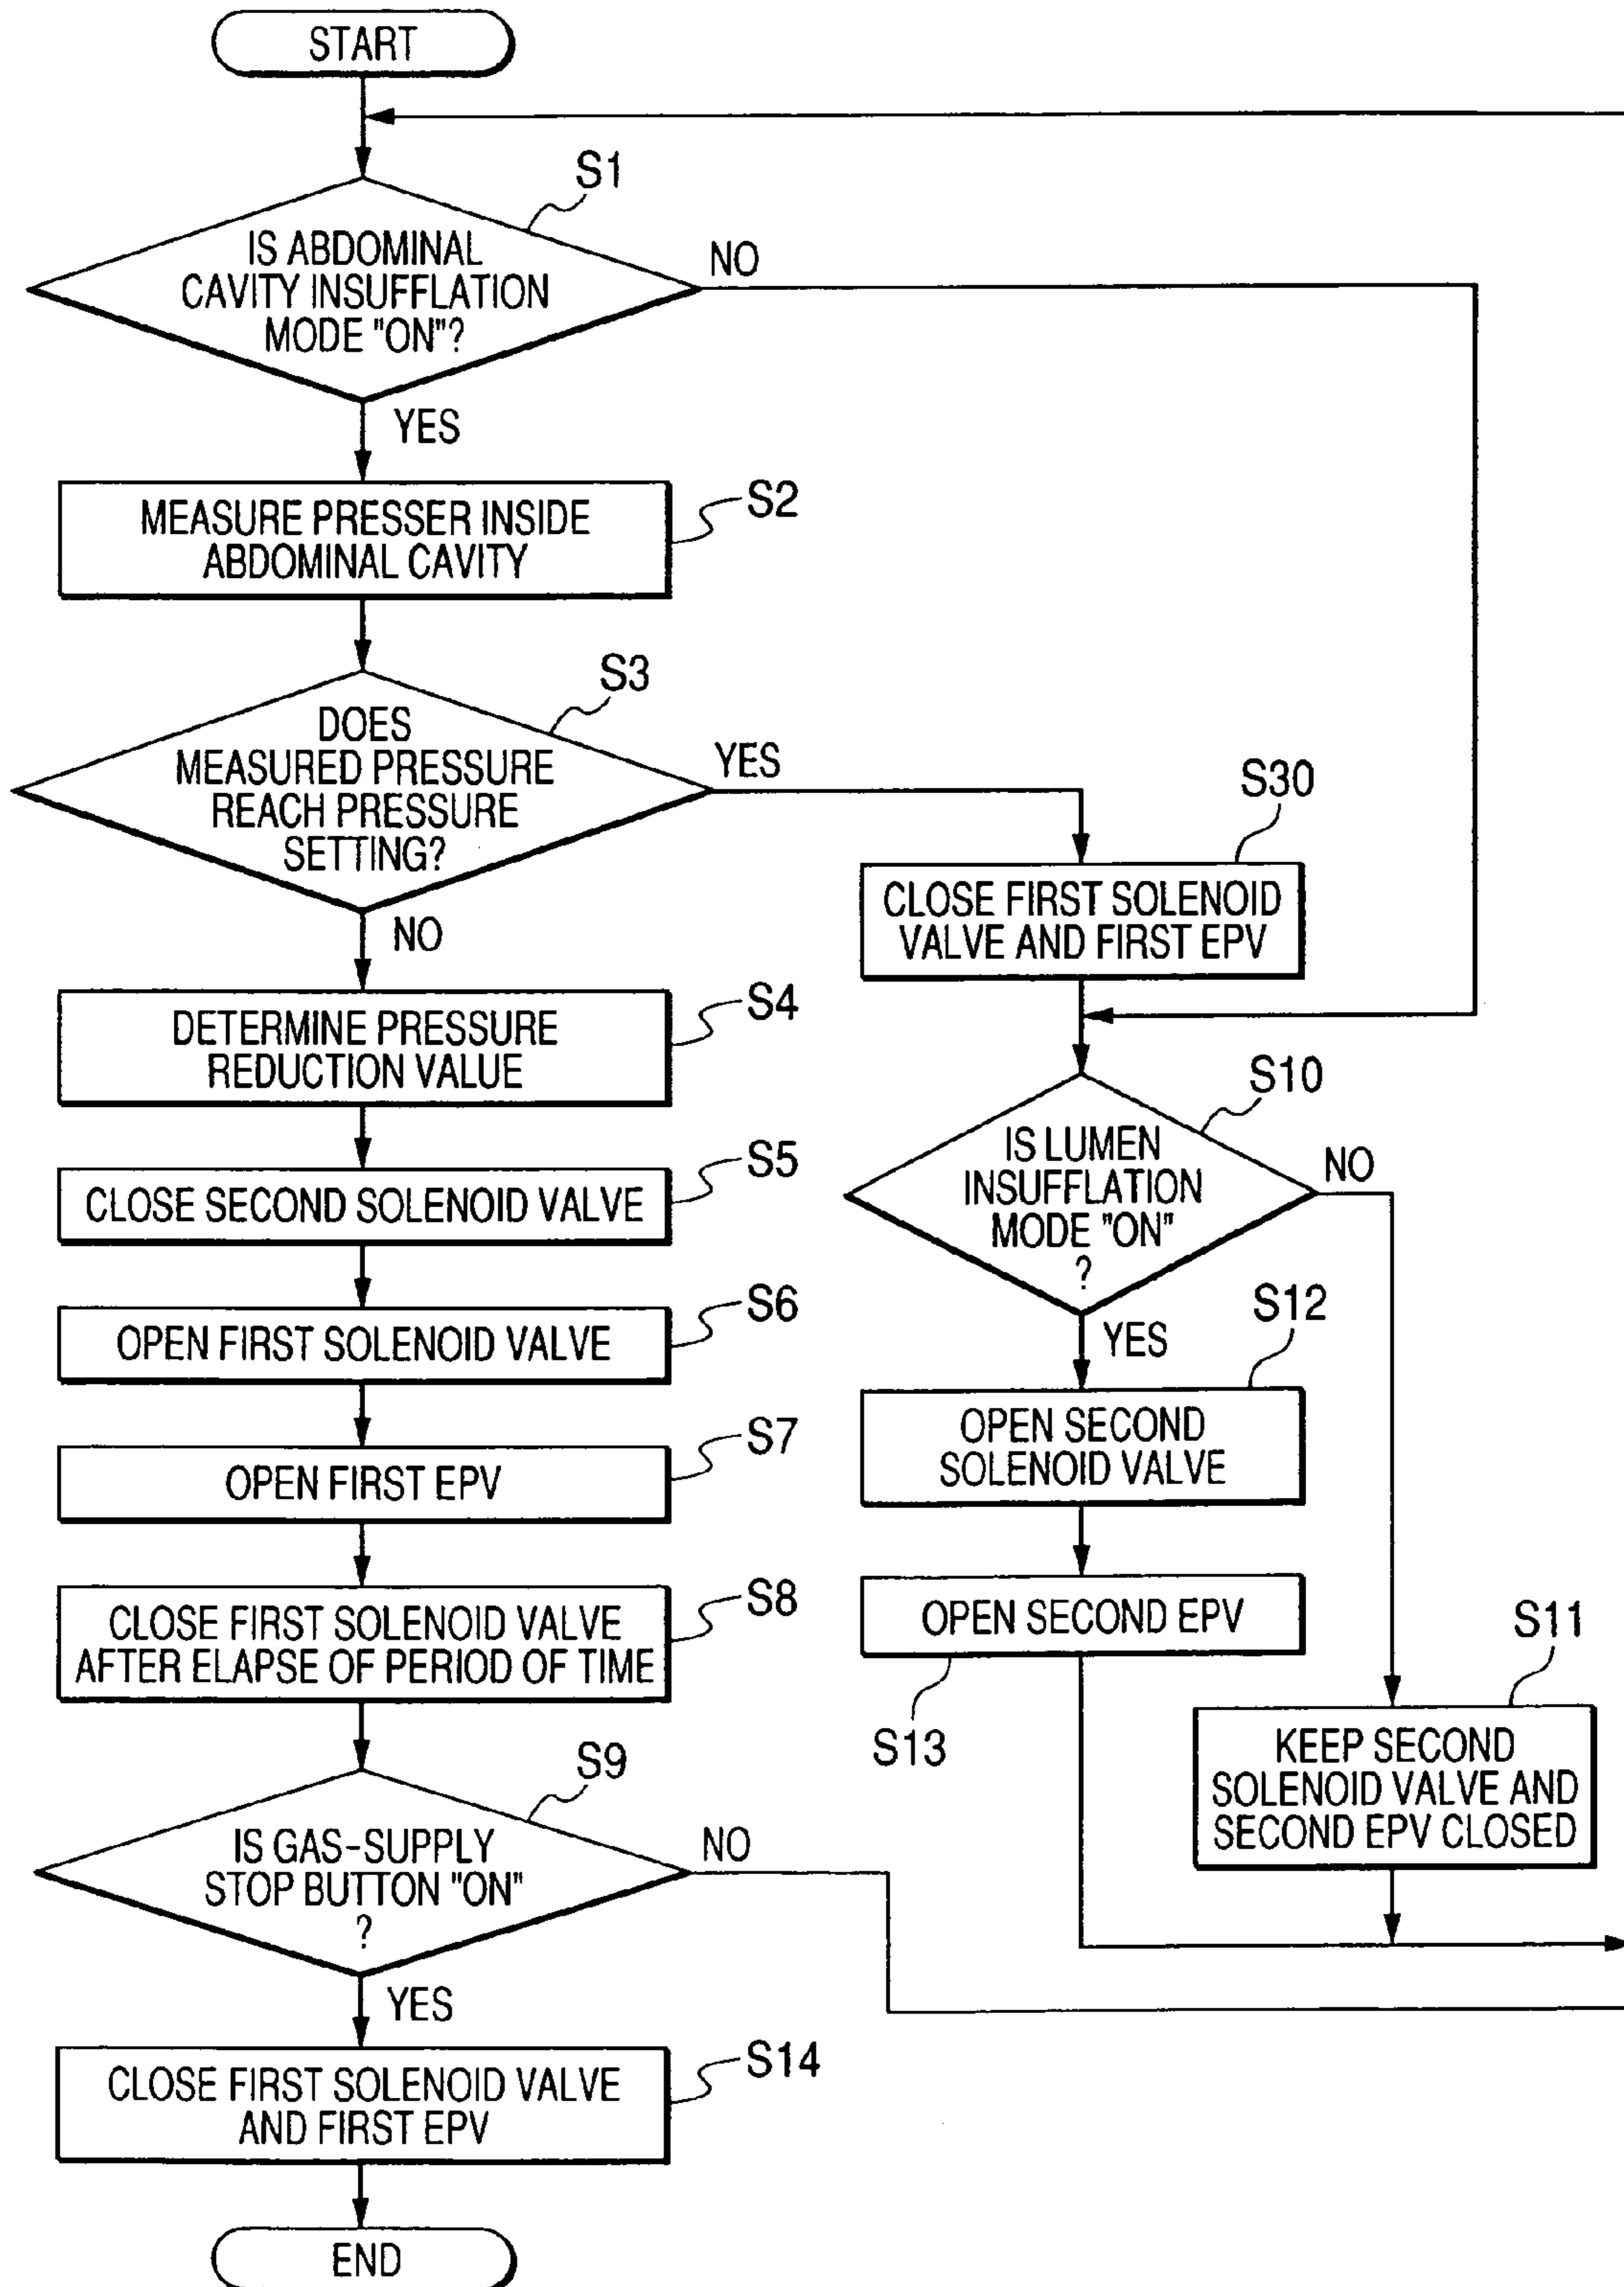 START
S1
IS ABDOMINAL
CAVITY INSUFFLATION
MODE "ON"?
NO
YES
S2
MEASURE PRESSER INSIDE
ABDOMINAL CAVITY
S3
DOES
MEASURED PRESSURE
REACH PRESSURE
SETTING?
YES
NO
S30
CLOSE FIRST SOLENOID
VALVE AND FIRST EPV
S4
DETERMINE PRESSURE
REDUCTION VALUE
S5
CLOSE SECOND SOLENOID VALVE
S6
OPEN FIRST SOLENOID VALVE
S7
OPEN FIRST EPV
S8
CLOSE FIRST SOLENOID VALVE
AFTER ELAPSE OF PERIOD OF TIME
S9
IS GAS-SUPPLY
STOP BUTTON "ON"
?
NO
YES
S14
CLOSE FIRST SOLENOID VALVE
AND FIRST EPV
END
S10
IS LUMEN
INSUFFLATION
MODE "ON"
?
NO
YES
S12
OPEN SECOND
SOLENOID VALVE
OPEN SECOND EPV
S13
S11
KEEP SECOND
SOLENOID VALVE AND
SECOND EPV CLOSED